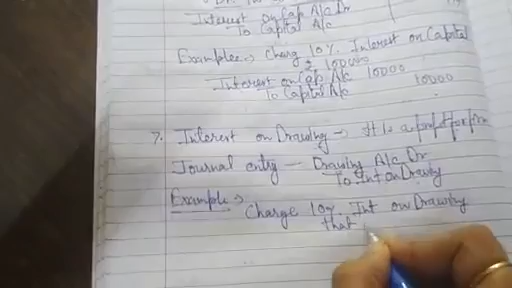 Interest on Cap A/c Dr
To Capital A/c
Example:⇒ Charg 10%. Interest on Capital
₹ 100000
Interest on Cap A/c 10000
To Capital A/c 10000
7. Interest on Drawing → It is a profit for firm
Journal entry — Drawing A/c Dr
To Int on Drawing
Example ⇒ Charge 10%. Int on Drawing
that